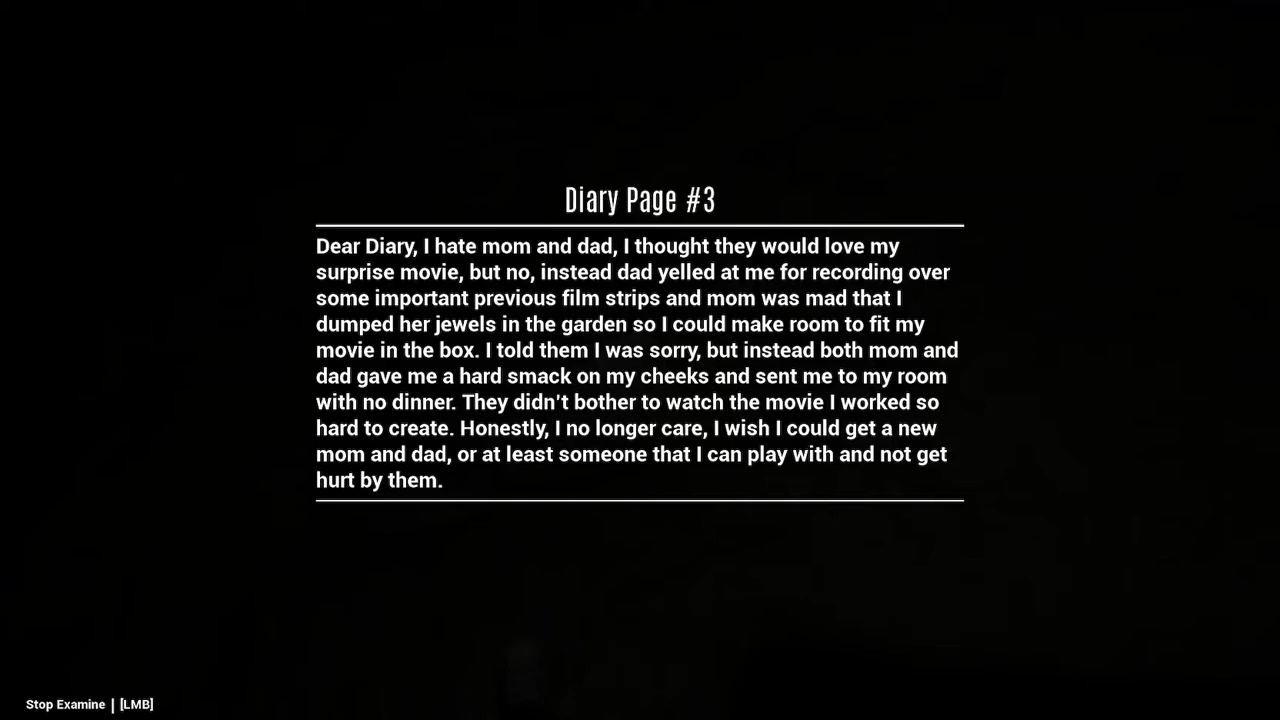 Diary Page #3
Dear Diary, I hate mom and dad, I thought they would love my
surprise movie, but no, instead dad yelled at me for recording over
some important previous film strips and mom was mad that I
dumped her jewels in the garden so I could make room to fit my
movie in the box. I told them I was sorry, but instead both mom and
dad gave me a hard smack on my cheeks and sent me to my room
with no dinner. They didn't bother to watch the movie I worked so
hard to create. Honestly, I no longer care, I wish I could get a new
mom and dad, or at least someone that I can play with and not get
hurt by them.
Stop Examine | [LMB]